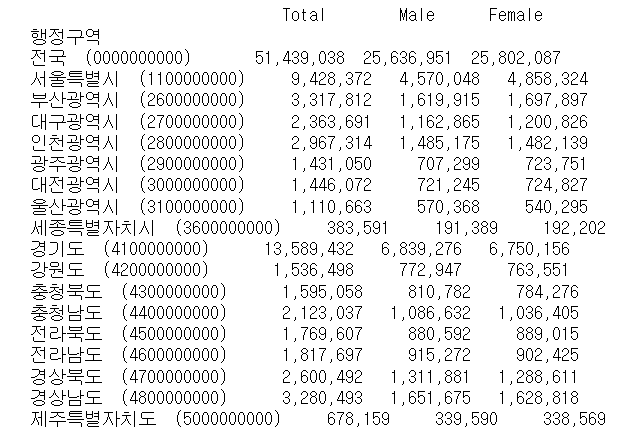 Total Male Female
행정구역
전국 (0000000000) 51,439,038 25,636,951 25,802,087
서울특별시 (1100000000) 9,428,372 4,570,048 4,858,324
부산광역시 (2600000000) 3,317,812 1,619,915 1,697,897
대구광역시 (2700000000) 2,363,691 1,162,865 1,200,826
인천광역시 (2800000000) 2,967,314 1,485,175 1,482,139
광주광역시 (2900000000) 1,431,050 707,299 723,751
대전광역시 (3000000000) 1,446,072 721,245 724,827
울산광역시 (3100000000) 1,110,663 570,368 540,295
세종특별자치시 (3600000000) 383,591 191,389 192,202
경기도 (4100000000) 13,589,432 6,839,276 6,750,156
강원도 (4200000000) 1,536,498 772,947 763,551
충청북도 (4300000000) 1,595,058 810,782 784,276
충청남도 (4400000000) 2,123,037 1,086,632 1,036,405
전라북도 (4500000000) 1,769,607 880,592 889,015
전라남도 (4600000000) 1,817,697 915,272 902,425
경상북도 (4700000000) 2,600,492 1,311,881 1,288,611
경상남도 (4800000000) 3,280,493 1,651,675 1,628,818
제주특별자치도 (5000000000) 678,159 339,590 338,569